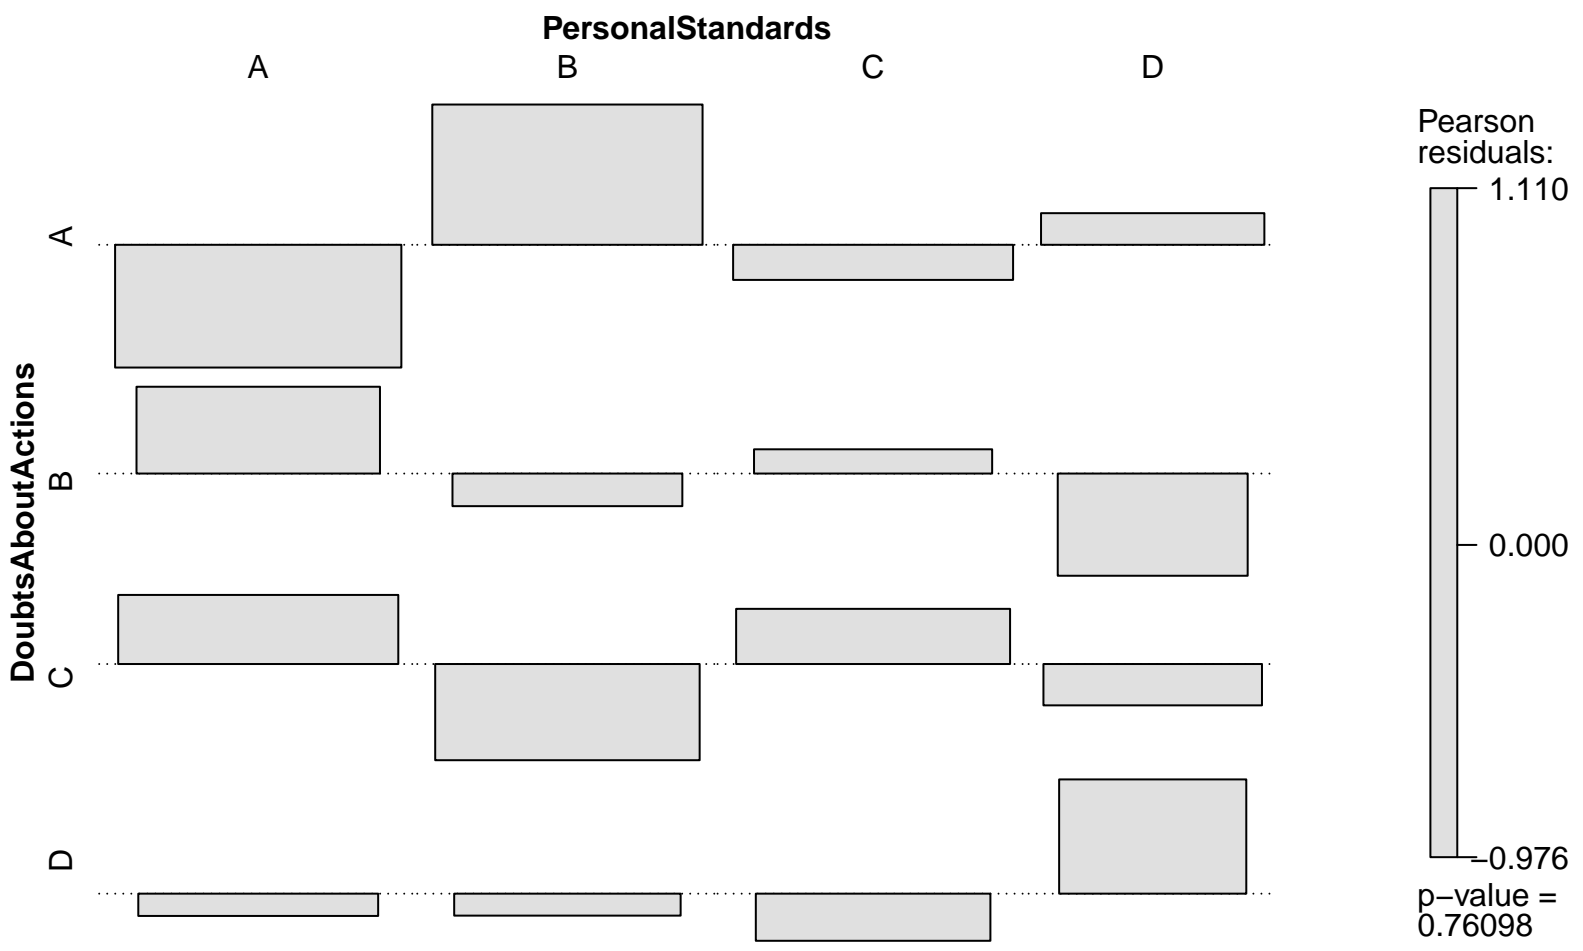 PersonalStandards
A B C D
DoubtsAboutActions
A
B
C
D
Pearson
residuals:
1.110
0.000
−0.976
p−value =
0.76098